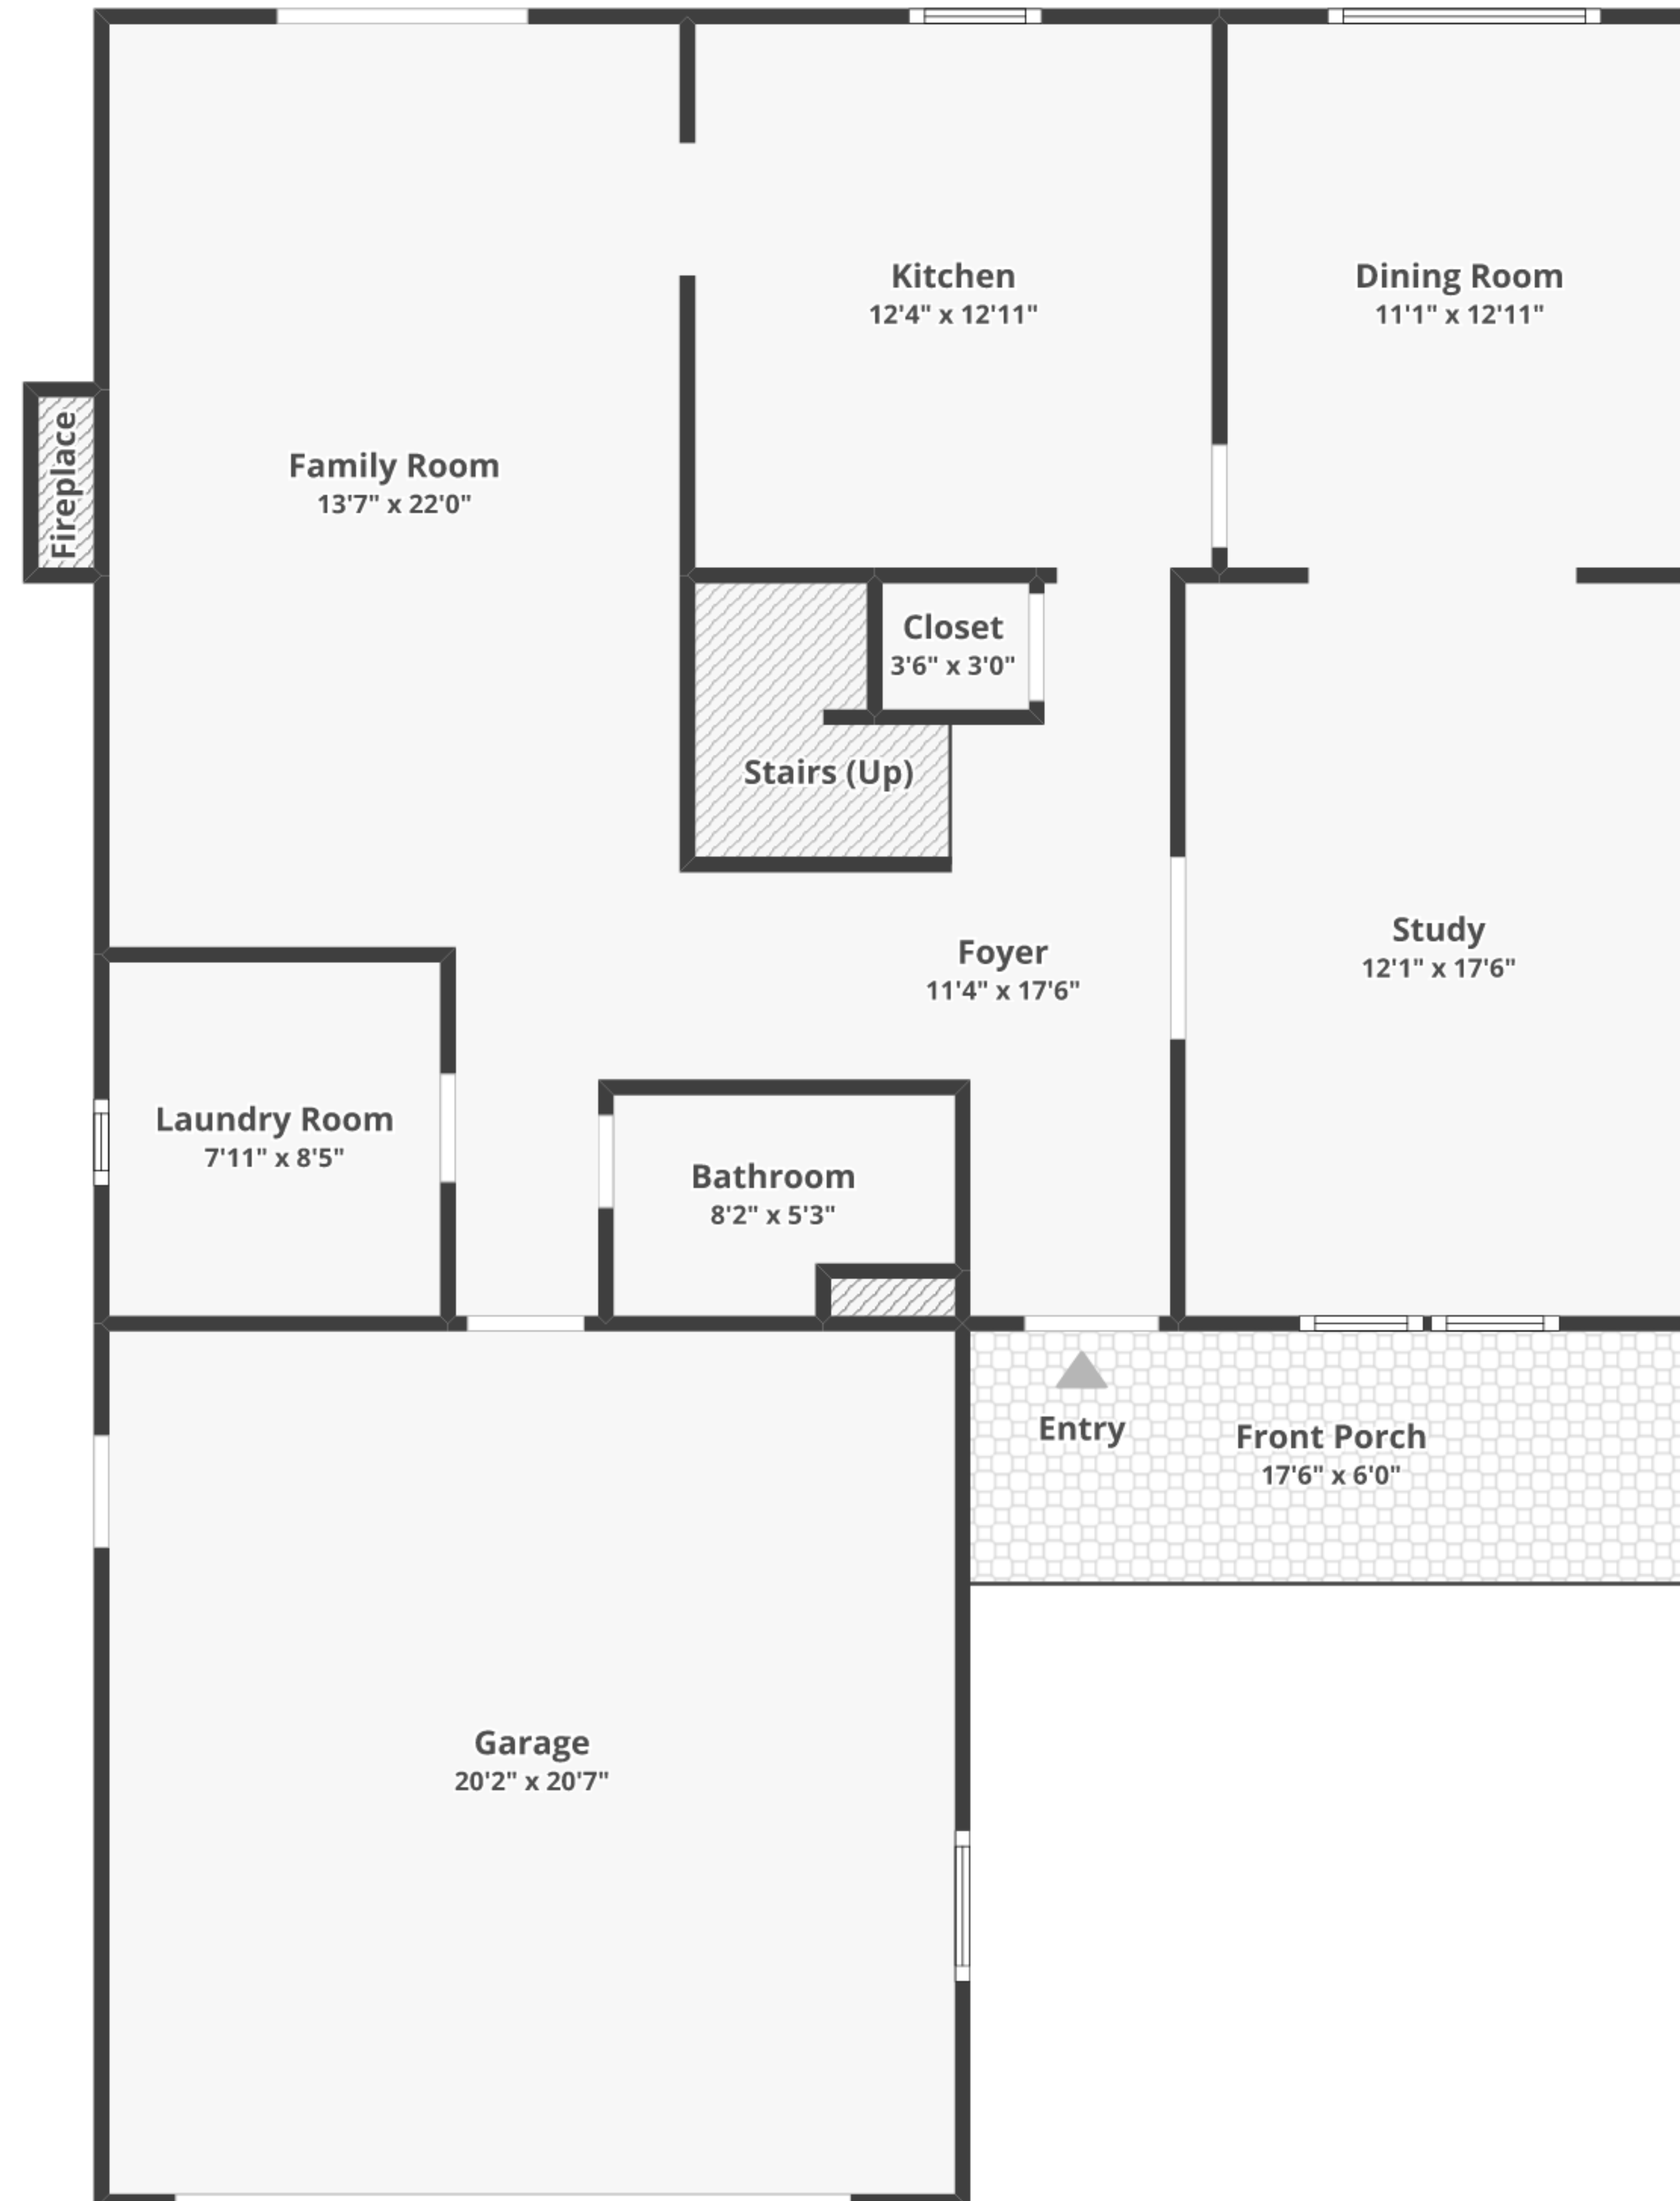 Kitchen
12'4" x 12'11"
Dining Room
11'1" x 12'11"
Fireplace
Family Room
13'7" x 22'0"
Closet
3'6" x 3'0"
Stairs (Up)
Foyer
11'4" x 17'6"
Study
12'1" x 17'6"
Laundry Room
7'11" x 8'5"
Bathroom
8'2" x 5'3"
Entry
Front Porch
17'6" x 6'0"
Garage
20'2" x 20'7"